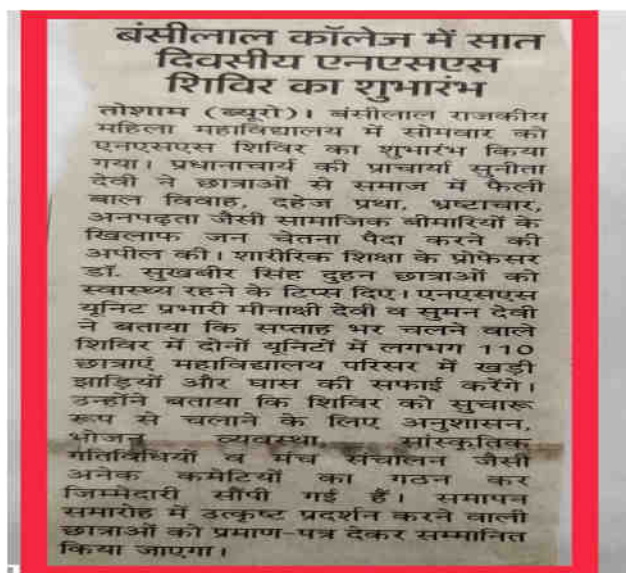 बंसीलाल कॉलेज में सात
दिवसीय एनएसएस
शिविर का शुभारंभ
तोशाम (ब्यूरो)। बंसीलाल राजकीय
महिला महाविद्यालय में सोमवार को
एनएसएस शिविर का शुभारंभ किया
गया। प्रधानाचार्य की प्राचार्या सुनीता
देवी ने छात्राओं से समाज में फैली
बाल विवाह, दहेज प्रथा, भ्रष्टाचार,
अनपढ़ता जैसी सामाजिक बीमारियों के
खिलाफ जन चेतना पैदा करने की
अपील की। शारीरिक शिक्षा के प्रोफेसर
डॉ. सुखबीर सिंह दुहन छात्राओं को
स्वास्थ्य रहने के टिप्स दिए। एनएसएस
यूनिट प्रभारी मीनाक्षी देवी व सुमन देवी
ने बताया कि सप्ताह भर चलने वाले
शिविर में दोनों यूनिटों में लगभग 110
छात्राएं महाविद्यालय परिसर में खड़ी
झाड़ियों और घास की सफाई करेंगे।
उन्होंने बताया कि शिविर को सुचारू
रूप से चलाने के लिए अनुशासन,
भोजन व्यवस्था, सांस्कृतिक
गतिविधियों व मंच संचालन जैसी
अनेक कमेटियों का गठन कर
जिम्मेदारी सौंपी गई हैं। समापन
समारोह में उत्कृष्ट प्रदर्शन करने वाली
छात्राओं को प्रमाण-पत्र देकर सम्मानित
किया जाएगा।